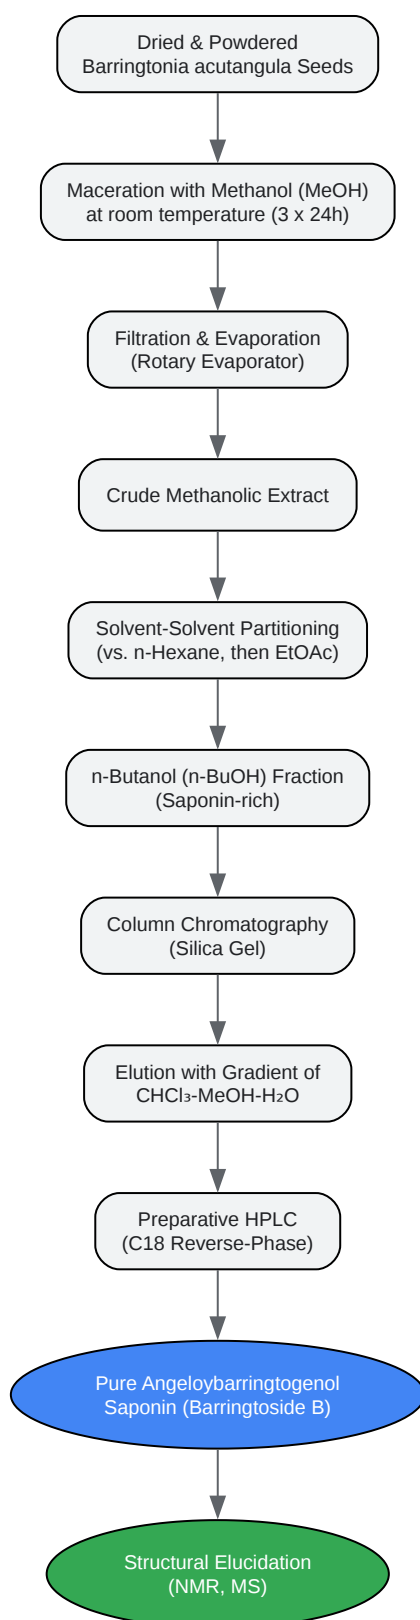 Dried & Powdered
Barringtonia acutangula Seeds
Maceration with Methanol (MeOH)
at room temperature (3 x 24h)
Filtration & Evaporation
(Rotary Evaporator)
Crude Methanolic Extract
Solvent-Solvent Partitioning
(vs. n-Hexane, then EtOAc)
n-Butanol (n-BuOH) Fraction
(Saponin-rich)
Column Chromatography
(Silica Gel)
Elution with Gradient of
CHCl₃-MeOH-H₂O
Preparative HPLC
(C18 Reverse-Phase)
Pure Angeloybarringtogenol
Saponin (Barringtoside B)
Structural Elucidation
(NMR, MS)